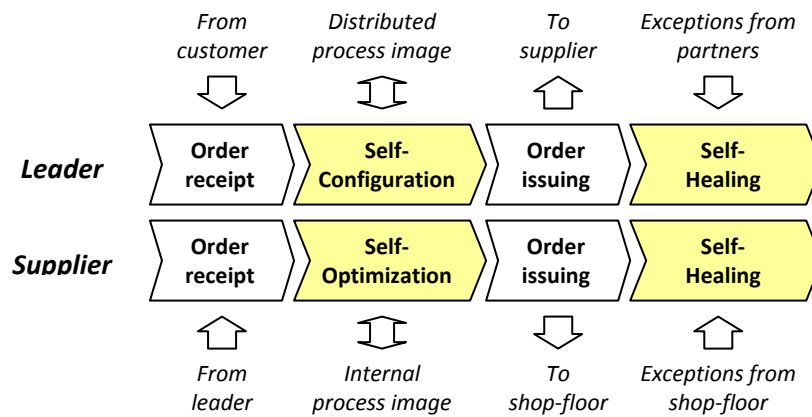 From
customer
Distributed
process image
To
supplier
Exceptions from
partners
Leader
Order
receipt
Self-
Configuration
Order
issuing
Self-
Healing
Supplier
Order
receipt
Self-
Optimization
Order
issuing
Self-
Healing
From
leader
Internal
process image
To
shop-floor
Exceptions from
shop-floor